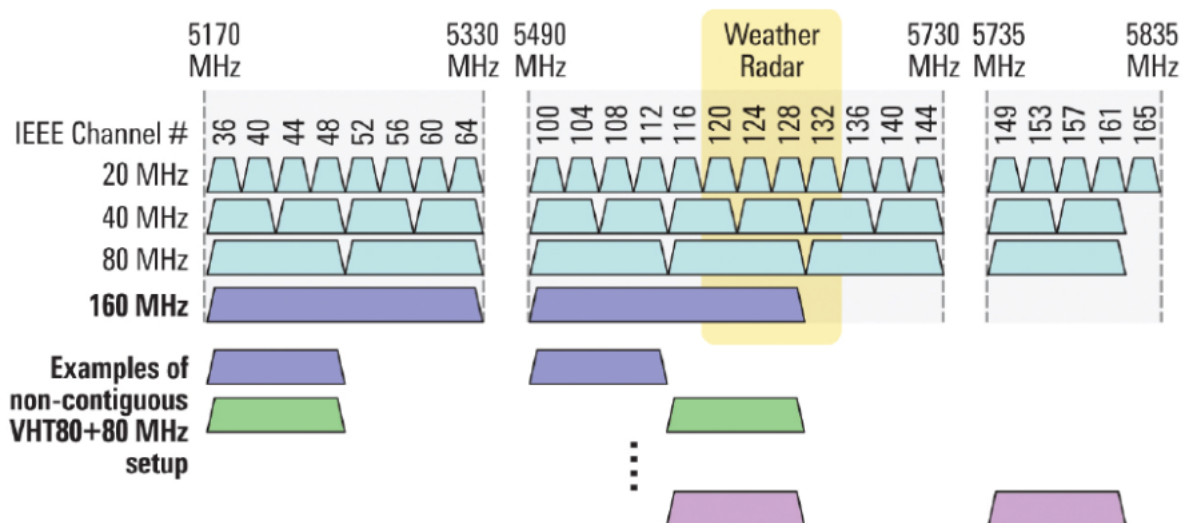 5170 MHz
5330 MHz
5490 MHz
Weather Radar
5730 MHz
5735 MHz
5835 MHz
IEEE Channel # 36 40 44 48 52 56 60 64 100 104 108 112 116 120 124 128 132 136 140 144 149 153 157 161 165
20 MHz
40 MHz
80 MHz
160 MHz
Examples of
non-contiguous
VHT80+80 MHz
setup